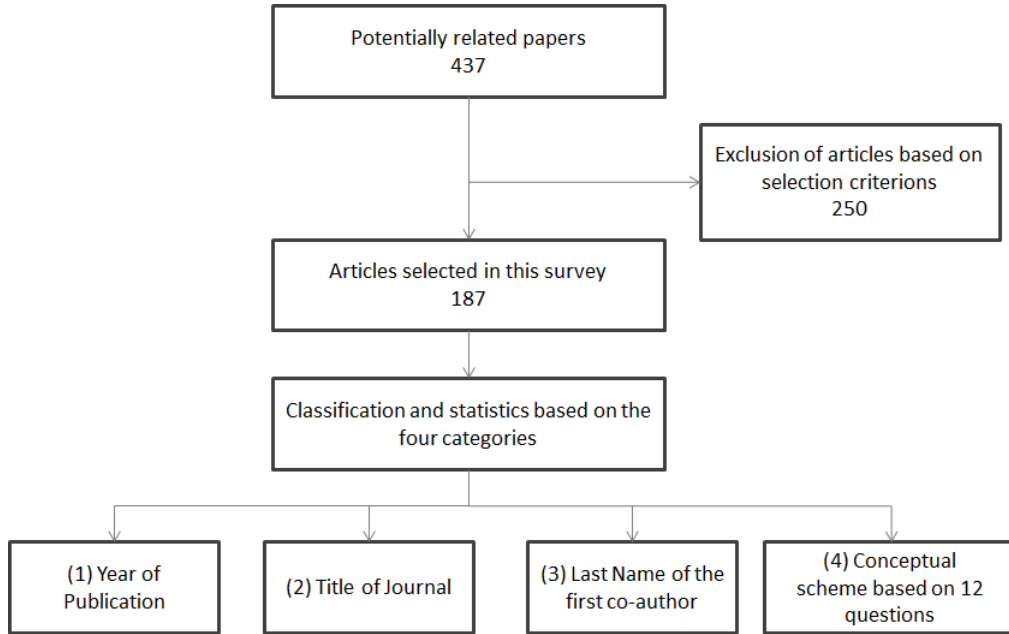 Potentially related papers
437
Exclusion of articles based on
selection criterions
250
Articles selected in this survey
187
Classification and statistics based on the
four categories
(1) Year of
Publication
(2) Title of Journal
(3) Last Name of the
first co-author
(4) Conceptual
scheme based on 12
questions